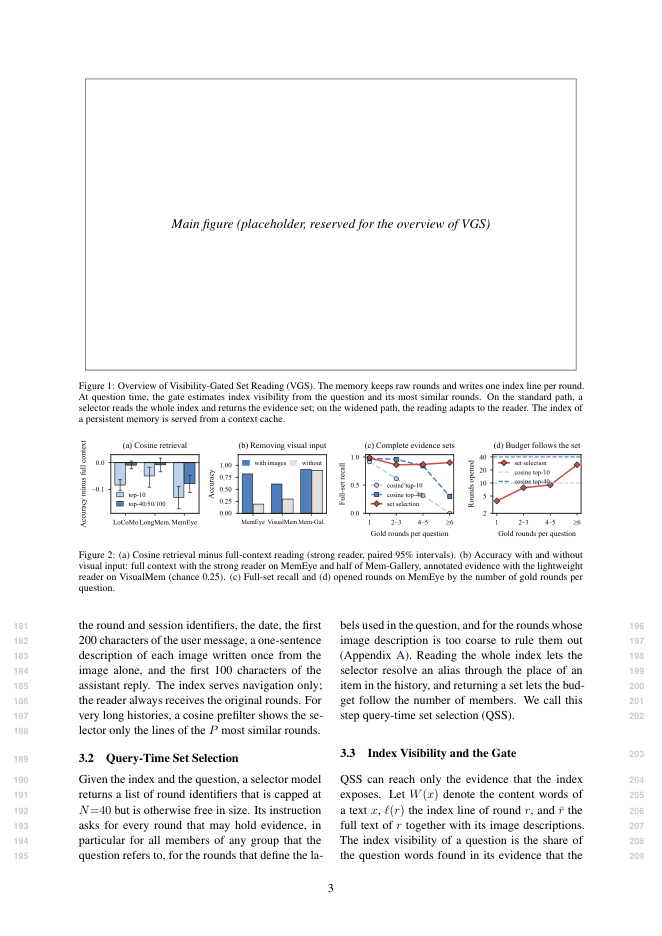 Main figure (placeholder, reserved for the overview of VGS)
Figure 1: Overview of Visibility-Gated Set Reading (VGS). The memory keeps raw rounds and writes one index line per round.
At question time, the gate estimates index visibility from the question and its most similar rounds. On the standard path, a
selector reads the whole index and returns the evidence set; on the widened path, the reading adapts to the reader. The index of
a persistent memory is served from a context cache.
(a) Cosine retrieval
Accuracy minus full context
0.0
−0.1
top-10
top-40/50/100
LoCoMo LongMem. MemEye
(b) Removing visual input
Accuracy
1.00
0.75
0.50
0.25
0.00
with images
without
MemEye VisualMem Mem-Gal.
(c) Complete evidence sets
Full-set recall
1.0
0.5
0.0
cosine top-10
cosine top-40
set selection
1 2–3 4–5 ≥6
Gold rounds per question
(d) Budget follows the set
Rounds opened
40
20
10
5
2
set selection
cosine top-10
cosine top-40
1 2–3 4–5 ≥6
Gold rounds per question
Figure 2: (a) Cosine retrieval minus full-context reading (strong reader, paired 95% intervals). (b) Accuracy with and without
visual input: full context with the strong reader on MemEye and half of Mem-Gallery, annotated evidence with the lightweight
reader on VisualMem (chance 0.25). (c) Full-set recall and (d) opened rounds on MemEye by the number of gold rounds per
question.
181 the round and session identifiers, the date, the first
182 200 characters of the user message, a one-sentence
183 description of each image written once from the
184 image alone, and the first 100 characters of the
185 assistant reply. The index serves navigation only;
186 the reader always receives the original rounds. For
187 very long histories, a cosine prefilter shows the se-
188 lector only the lines of the P most similar rounds.
189 3.2 Query-Time Set Selection
190 Given the index and the question, a selector model
191 returns a list of round identifiers that is capped at
192 N=40 but is otherwise free in size. Its instruction
193 asks for every round that may hold evidence, in
194 particular for all members of any group that the
195 question refers to, for the rounds that define the la-
bels used in the question, and for the rounds whose 196
image description is too coarse to rule them out 197
(Appendix A). Reading the whole index lets the 198
selector resolve an alias through the place of an 199
item in the history, and returning a set lets the bud- 200
get follow the number of members. We call this 201
step query-time set selection (QSS). 202
3.3 Index Visibility and the Gate 203
QSS can reach only the evidence that the index 204
exposes. Let W(x) denote the content words of 205
a text x, ℓ(r) the index line of round r, and r̄ the 206
full text of r together with its image descriptions. 207
The index visibility of a question is the share of 208
the question words found in its evidence that the 209
3